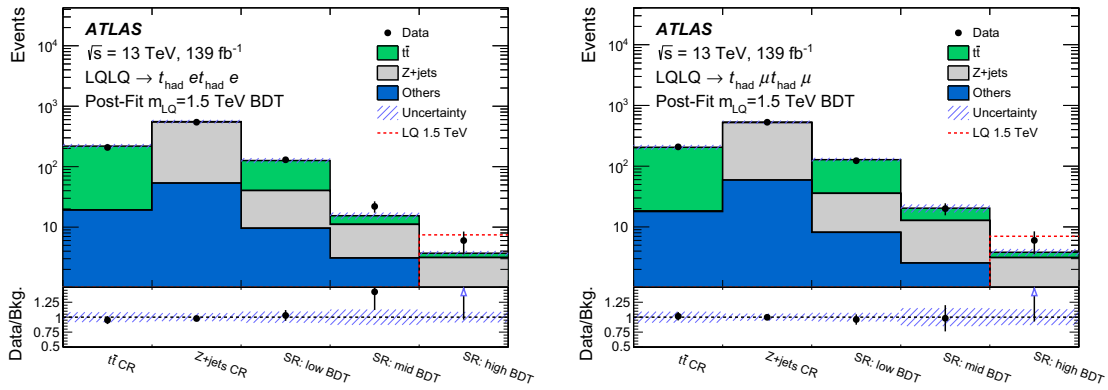 Events
10⁴
10³
10²
10
ATLAS
√s = 13 TeV, 139 fb⁻¹
LQLQ → t_had e t_had e
Post-Fit m_LQ=1.5 TeV BDT
Data
tt̄
Z+jets
Others
Uncertainty
LQ 1.5 TeV
Data/Bkg.
1.25
1
0.75
0.5
tt̄ CR
Z+jets CR
SR: low BDT
SR: mid BDT
SR: high BDT
Events
10⁴
10³
10²
10
ATLAS
√s = 13 TeV, 139 fb⁻¹
LQLQ → t_had μ t_had μ
Post-Fit m_LQ=1.5 TeV BDT
Data
tt̄
Z+jets
Others
Uncertainty
LQ 1.5 TeV
Data/Bkg.
1.25
1
0.75
0.5
tt̄ CR
Z+jets CR
SR: low BDT
SR: mid BDT
SR: high BDT